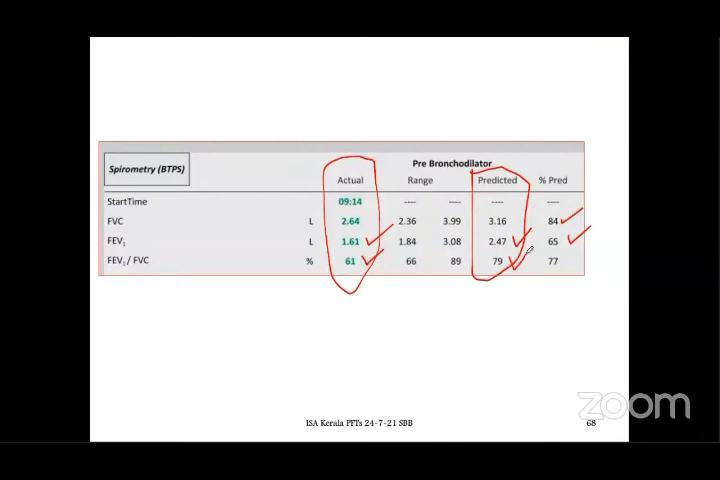 Pre Bronchodilator
Spirometry (BTPS)
Actual Range Predicted % Pred
StartTime 09:14 ---- ---- ---- ----
FVC L 2.64 2.36 3.99 3.16 84
FEV₁ L 1.61 1.84 3.08 2.47 65
FEV₁ / FVC % 61 66 89 79 77
zoom
ISA Kerala PFTs 24-7-21 SBB 68